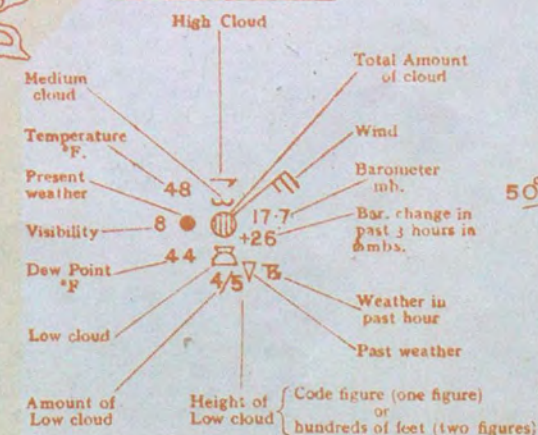 High Cloud
Total Amount
of cloud
Medium
cloud
Temperature
°F.
Wind
Present
weather
48
Barometer
mb.
50
Visibility
8
17·7
+26
Bar. change in
past 3 hours in
mbs.
Dew Point
°F
44
4/5
Weather in
past hour
Low cloud
Past weather
Amount of
Low cloud
Height of
Low cloud
Code figure (one figure)
or
hundreds of feet (two figures)